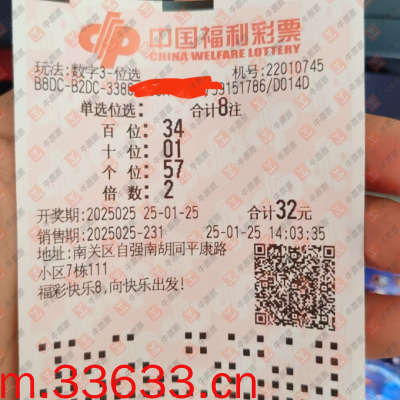 中国福利彩票
CHINA WELFARE LOTTERY
玩法:数字3-位选 机号:22010745
B8DC-B2DC-338 /D014D
单选位选: 合计8注
百 位:34
十 位:01
个 位:57
倍 数:2
开奖期:2025025 25-01-25 合计32元
销售期:2025025-231 25-01-25 14:03:35
地址:南关区自强南胡同平康路
小区7栋111
福彩快乐8,向快乐出发!
m.33633.cn